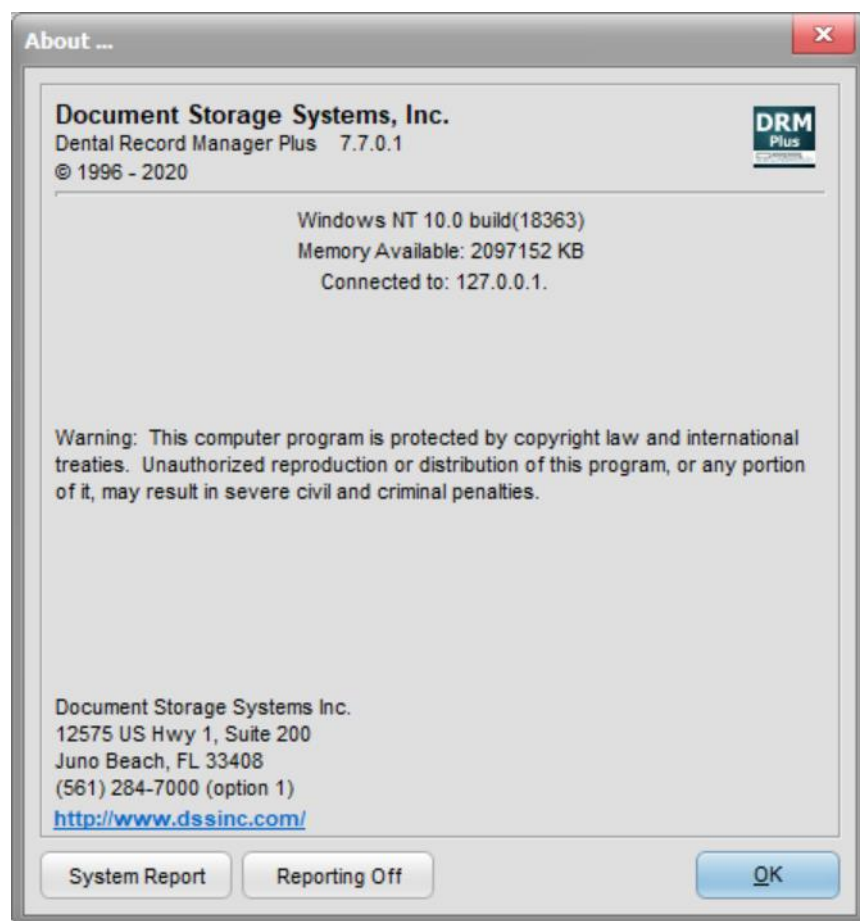 About ...
Document Storage Systems, Inc.
Dental Record Manager Plus 7.7.0.1
© 1996 - 2020
DRM
Plus
Windows NT 10.0 build(18363)
Memory Available: 2097152 KB
Connected to: 127.0.0.1.
Warning: This computer program is protected by copyright law and international
treaties. Unauthorized reproduction or distribution of this program, or any portion
of it, may result in severe civil and criminal penalties.
Document Storage Systems Inc.
12575 US Hwy 1, Suite 200
Juno Beach, FL 33408
(561) 284-7000 (option 1)
http://www.dssinc.com/
System Report
Reporting Off
OK